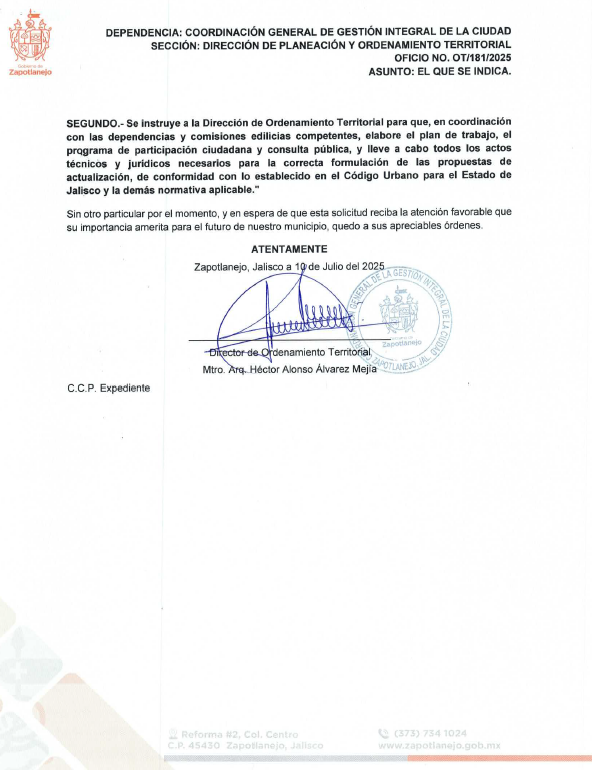 DEPENDENCIA: COORDINACIÓN GENERAL DE GESTIÓN INTEGRAL DE LA CIUDAD
SECCIÓN: DIRECCIÓN DE PLANEACIÓN Y ORDENAMIENTO TERRITORIAL
OFICIO NO. OT/181/2025
ASUNTO: EL QUE SE INDICA.
Gobierno de
Zapotlanejo
SEGUNDO.- Se instruye a la Dirección de Ordenamiento Territorial para que, en coordinación
con las dependencias y comisiones edilicias competentes, elabore el plan de trabajo, el
programa de participación ciudadana y consulta pública, y lleve a cabo todos los actos
técnicos y jurídicos necesarios para la correcta formulación de las propuestas de
actualización, de conformidad con lo establecido en el Código Urbano para el Estado de
Jalisco y la demás normativa aplicable."
Sin otro particular por el momento, y en espera de que esta solicitud reciba la atención favorable que
su importancia amerita para el futuro de nuestro municipio, quedo a sus apreciables órdenes.
ATENTAMENTE
Zapotlanejo, Jalisco a 10 de Julio del 2025
GENERAL DE LA GESTIÓN INTEGRAL DE LA CIUDAD
Zapotlanejo
ZAPOTLANEJO, JAL.
Director de Ordenamiento Territorial
Mtro. Arq. Héctor Alonso Álvarez Mejía
C.C.P. Expediente
Reforma #2, Col. Centro
C.P. 45430 Zapotlanejo, Jalisco
(373) 734 1024
www.zapotlanejo.gob.mx